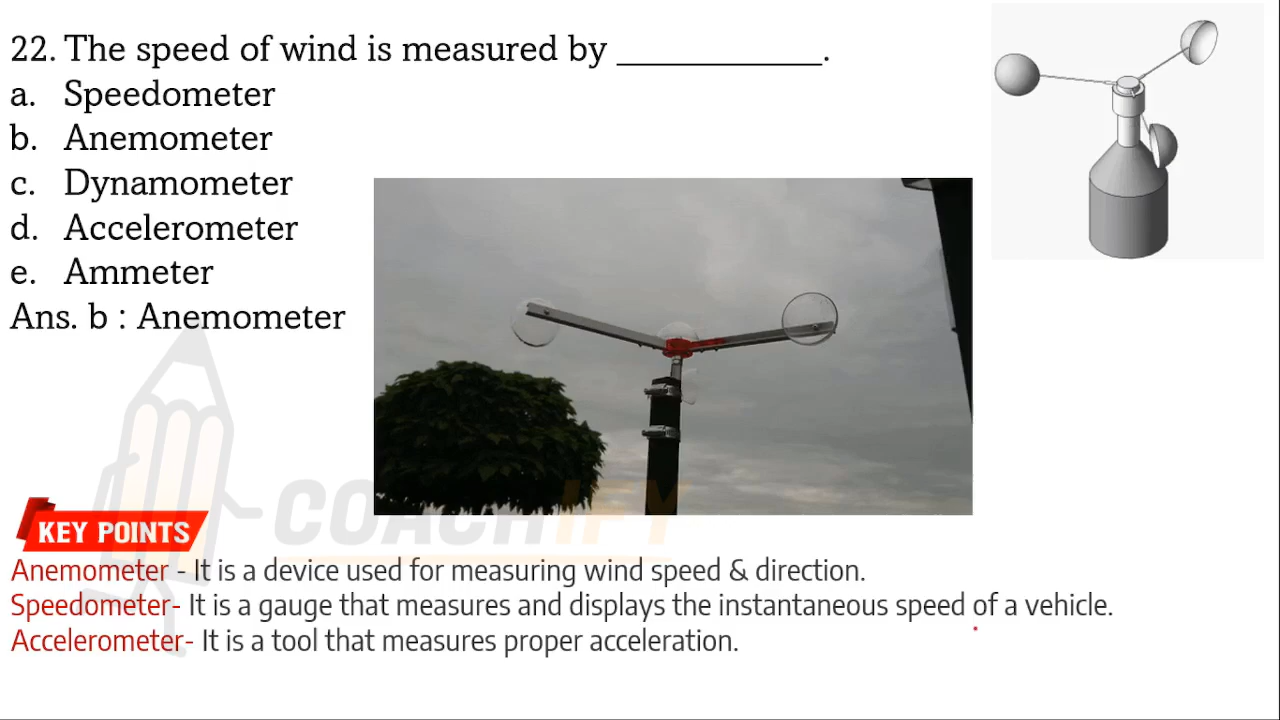 22. The speed of wind is measured by ____________.
a. Speedometer
b. Anemometer
c. Dynamometer
d. Accelerometer
e. Ammeter
Ans. b : Anemometer
COACHIFY
KEY POINTS
Anemometer - It is a device used for measuring wind speed & direction.
Speedometer- It is a gauge that measures and displays the instantaneous speed of a vehicle.
Accelerometer- It is a tool that measures proper acceleration.